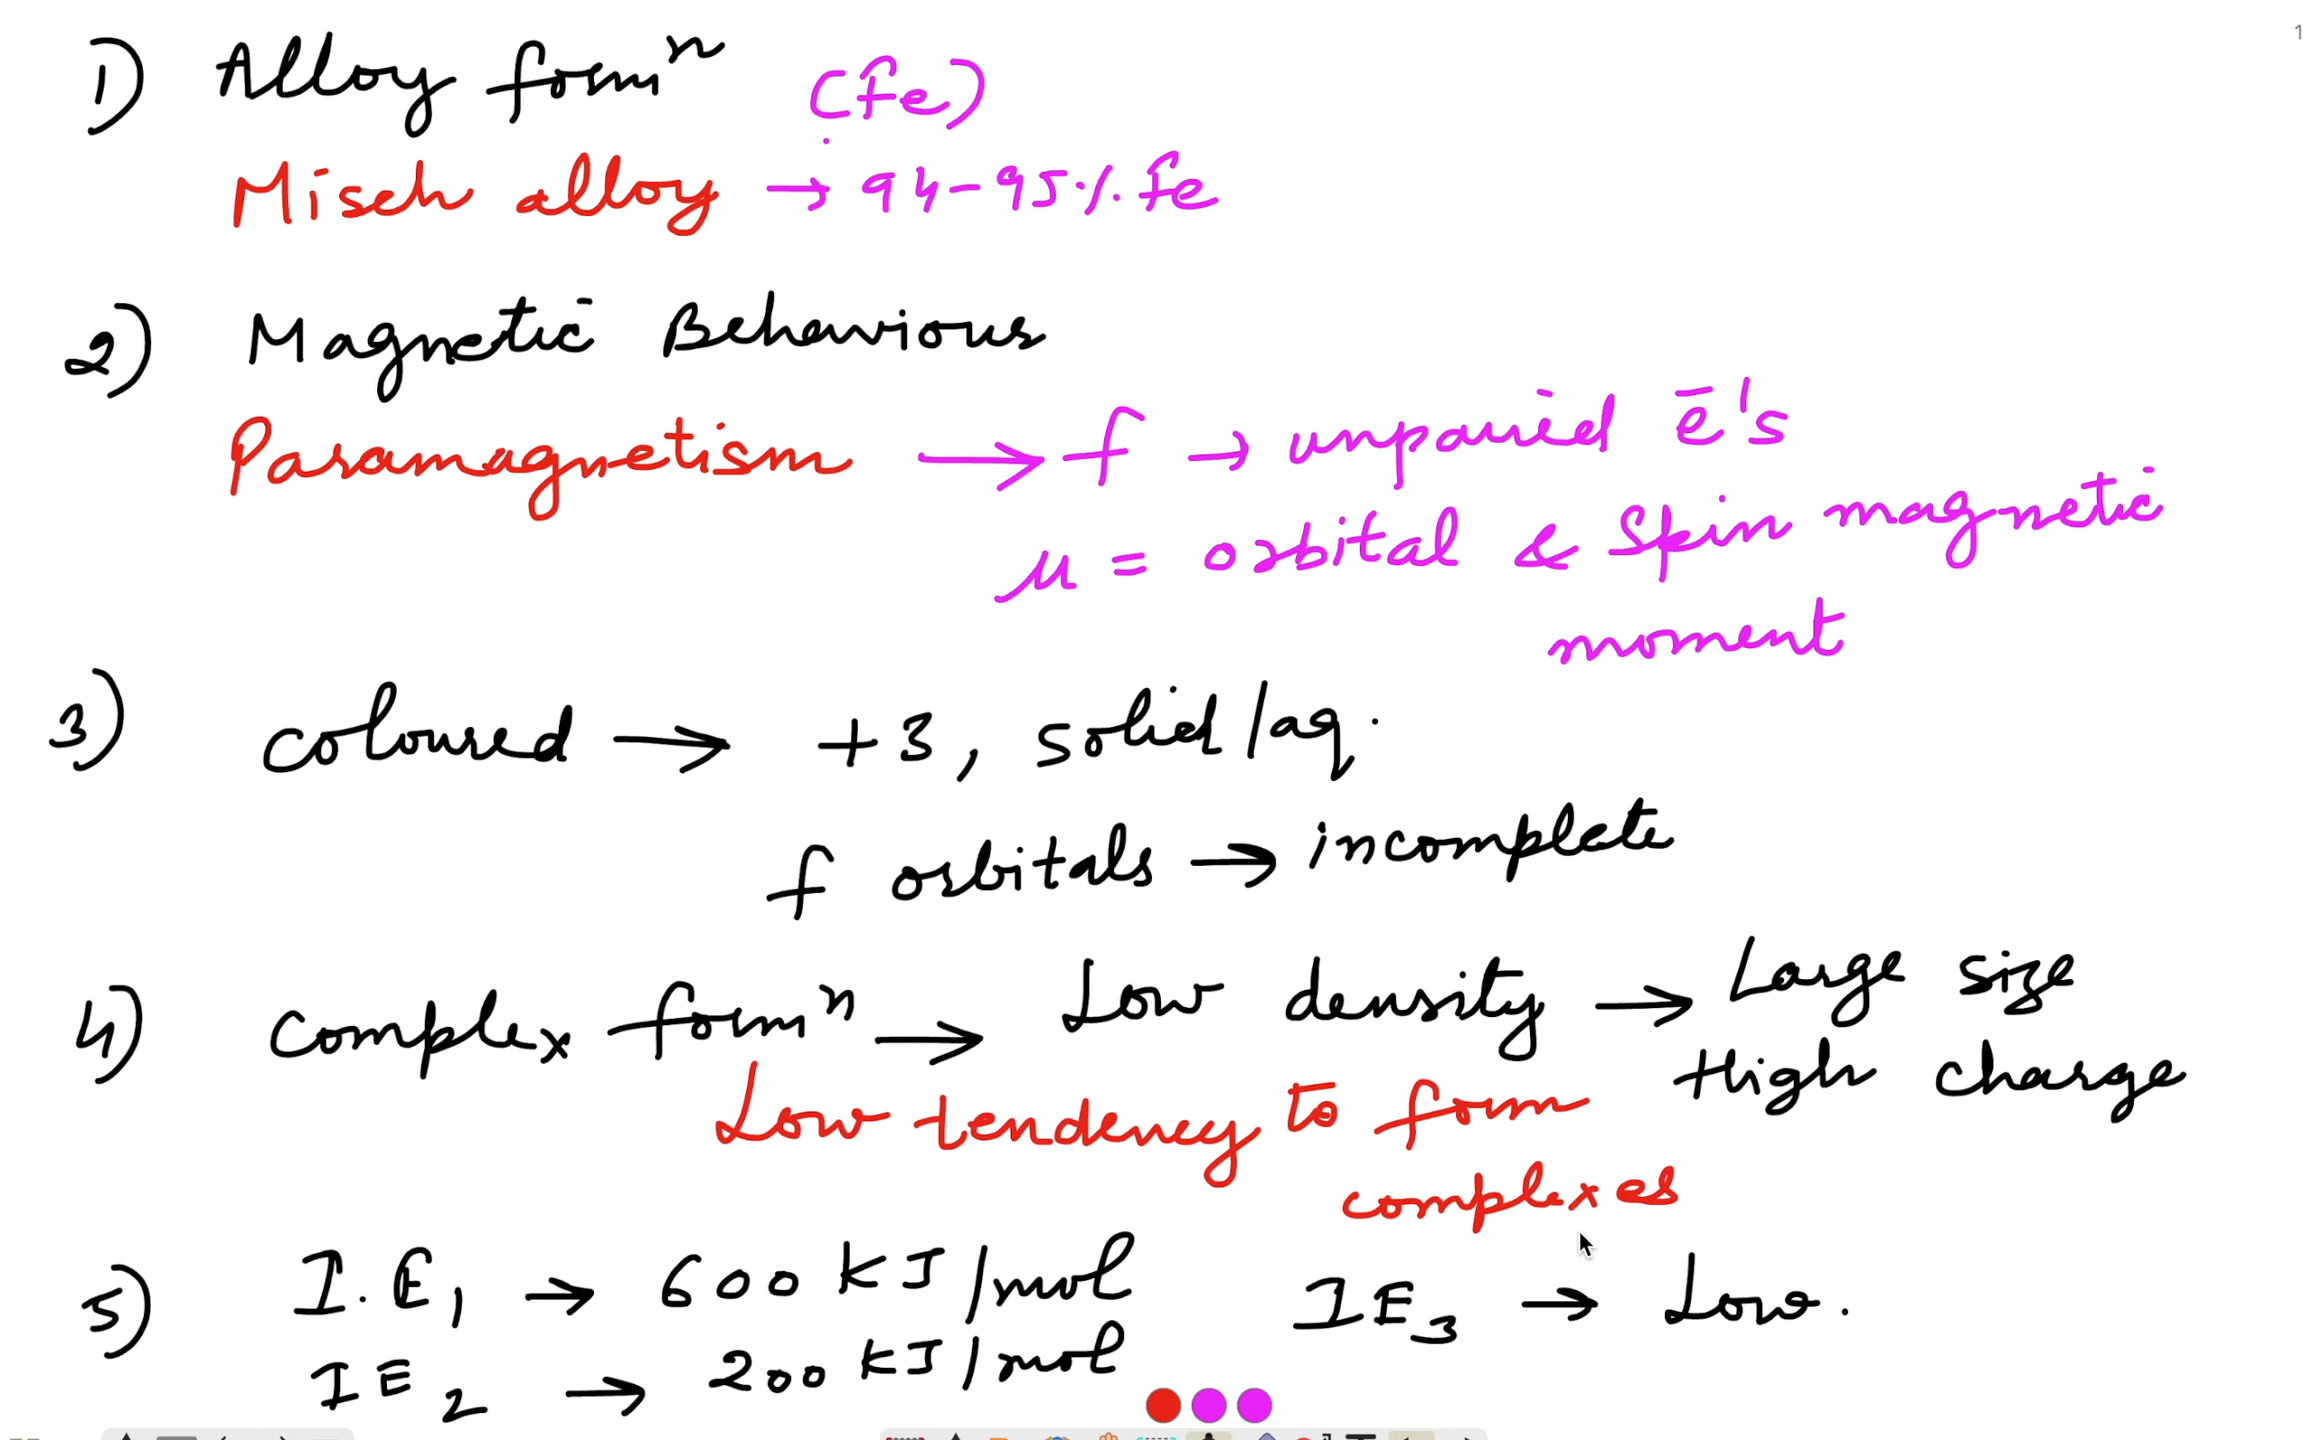 1
1) Alloy formⁿ (fe)
Misch alloy → 94-95% fe
2) Magnetic Behaviour
Paramagnetism → f → unpaired ē's
μ = orbital & Spin magnetic
moment
3) coloured → +3, solid/aq.
f orbitals → incomplete
4) Complex formⁿ → Low density → Large size
High charge
Low tendency to form
complexes
5) I.E₁ → 600 kJ/mol IE₃ → Low.
IE₂ → 200 kJ/mol